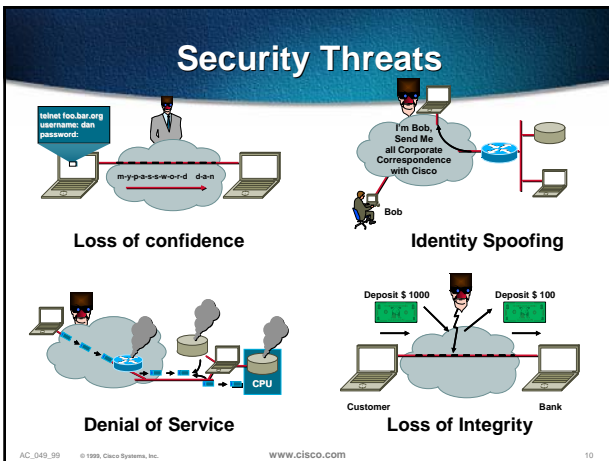 Security Threats
telnet foo.bar.org
username: dan
password:
m-y-p-a-s-s-w-o-r-d d-a-n
Loss of confidence
I'm Bob,
Send Me
all Corporate
Correspondence
with Cisco
Bob
Identity Spoofing
CPU
Denial of Service
Deposit $ 1000
Deposit $ 100
Customer
Bank
Loss of Integrity
AC_049_99
© 1999, Cisco Systems, Inc.
www.cisco.com
10